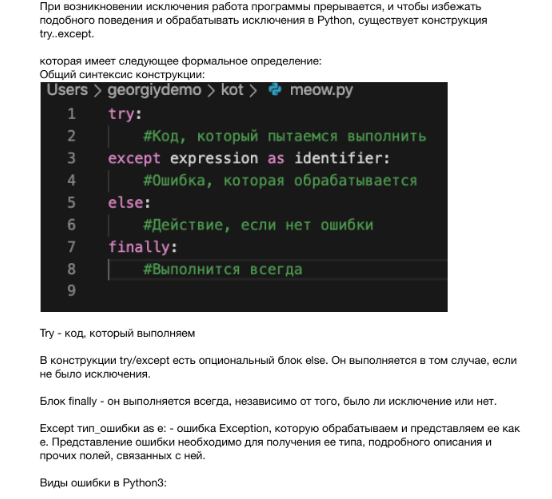 При возникновении исключения работа программы прерывается, и чтобы избежать
подобного поведения и обрабатывать исключения в Python, существует конструкция
try..except.
которая имеет следующее формальное определение:
Общий синтексис конструкции:
Users > georgiydemo > kot > meow.py
1 try:
2 #Код, который пытаемся выполнить
3 except expression as identifier:
4 #Ошибка, которая обрабатывается
5 else:
6 #Действие, если нет ошибки
7 finally:
8 #Выполнится всегда
9
Try - код, который выполняем
В конструкции try/except есть опциональный блок else. Он выполняется в том случае, если
не было исключения.
Блок finally - он выполняется всегда, независимо от того, было ли исключение или нет.
Except тип_ошибки as e: - ошибка Exception, которую обрабатываем и представляем ее как
e. Представление ошибки необходимо для получения ее типа, подробного описания и
прочих полей, связанных с ней.
Виды ошибки в Python3: